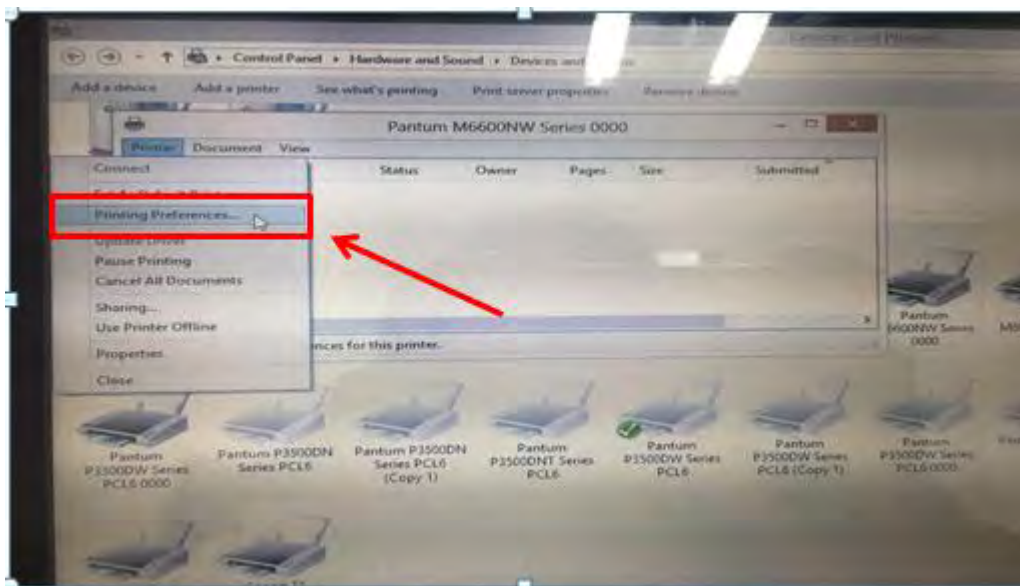 Control Panel ▸ Hardware and Sound ▸ Devices and
Add a device Add a printer See what's printing Print server properties Remove device
Pantum M6600NW Series 0000
Printer Document View
Status Owner Pages Size Submitted
Connect
Printing Preferences...
Update Driver
Pause Printing
Cancel All Documents
Sharing...
Use Printer Offline
Properties
Close
for this printer.
Pantum
Series
0000
Pantum
P3500DW Series
PCL6 0000
Pantum P3500DN
Series PCL6
Pantum P3500DN
Series PCL6
(Copy 1)
Pantum
P3500DNT Series
PCL6
Pantum
P3500DW Series
PCL6
Pantum
P3500DW Series
PCL6 (Copy 1)
Pantum
P3500DW Series
PCL6 0000